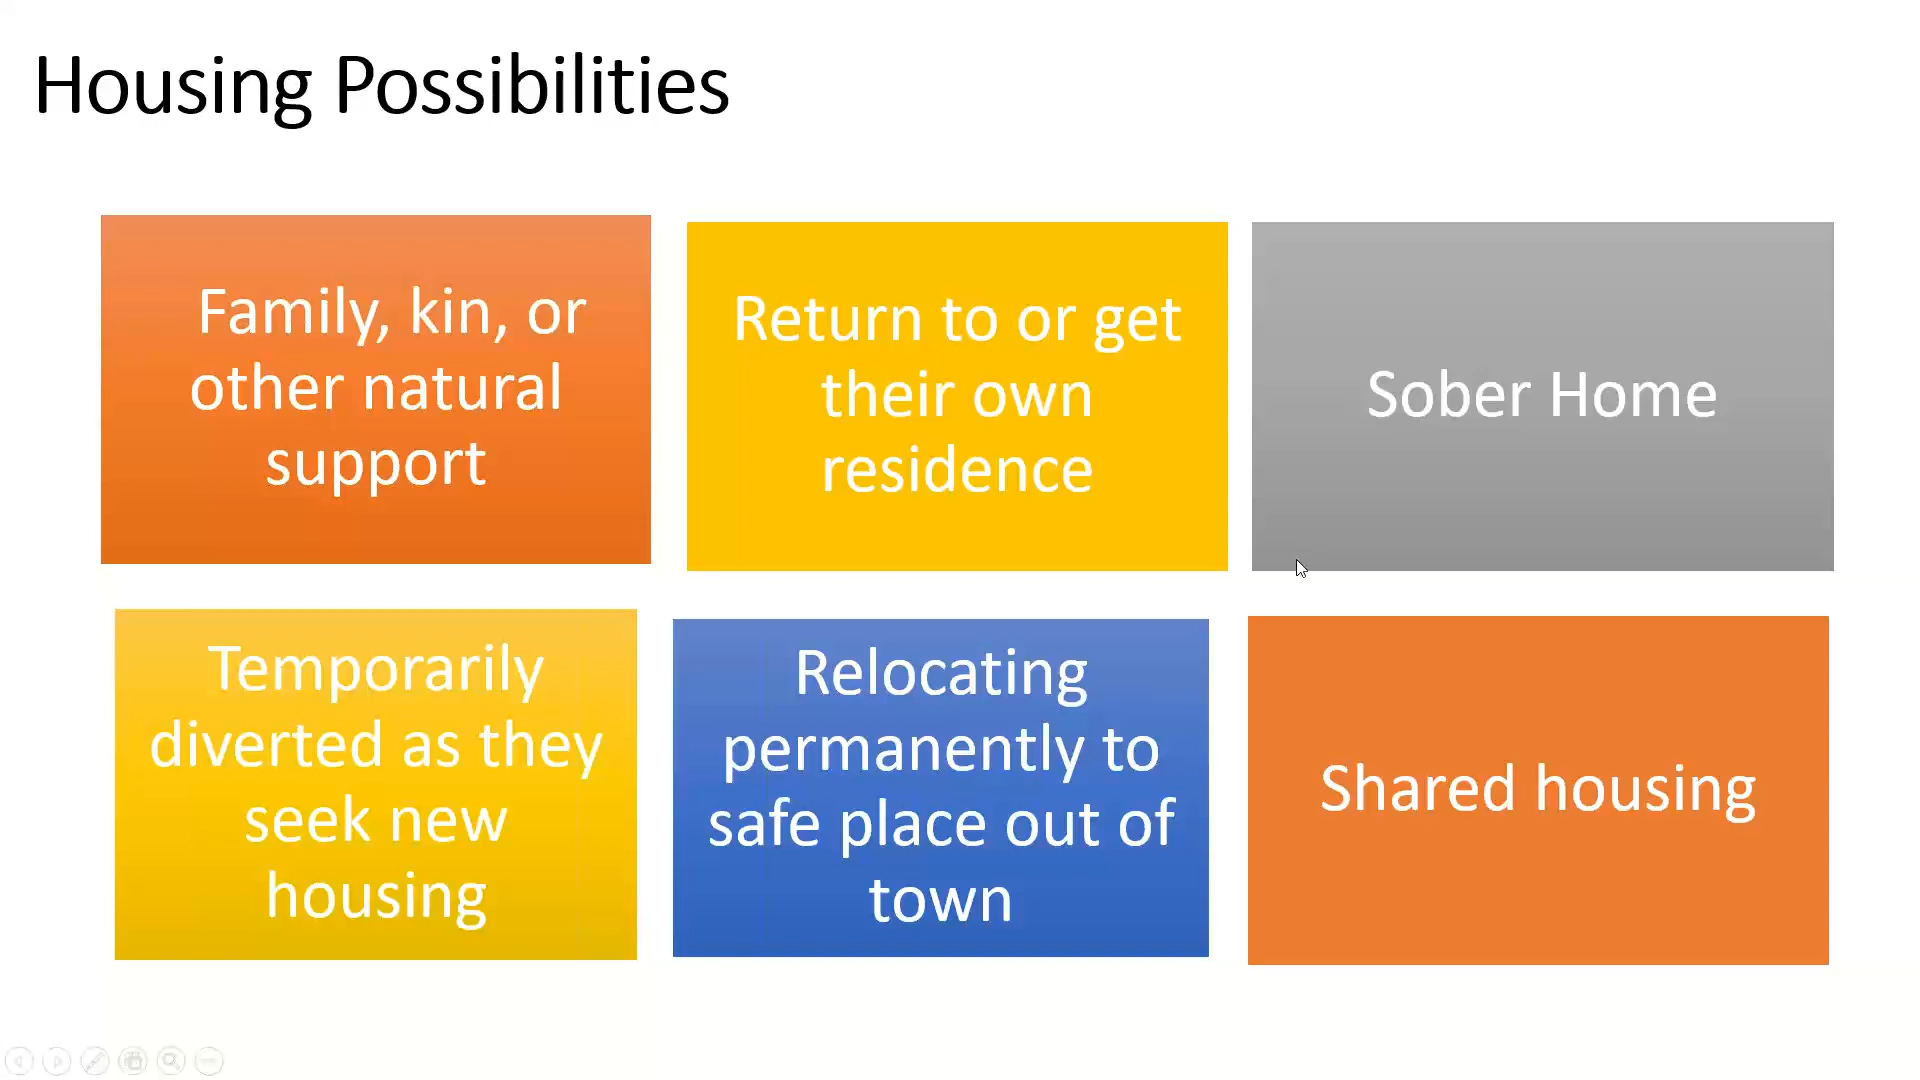 Housing Possibilities
Family, kin, or
other natural
support
Return to or get
their own
residence
Sober Home
Temporarily
diverted as they
seek new
housing
Relocating
permanently to
safe place out of
town
Shared housing